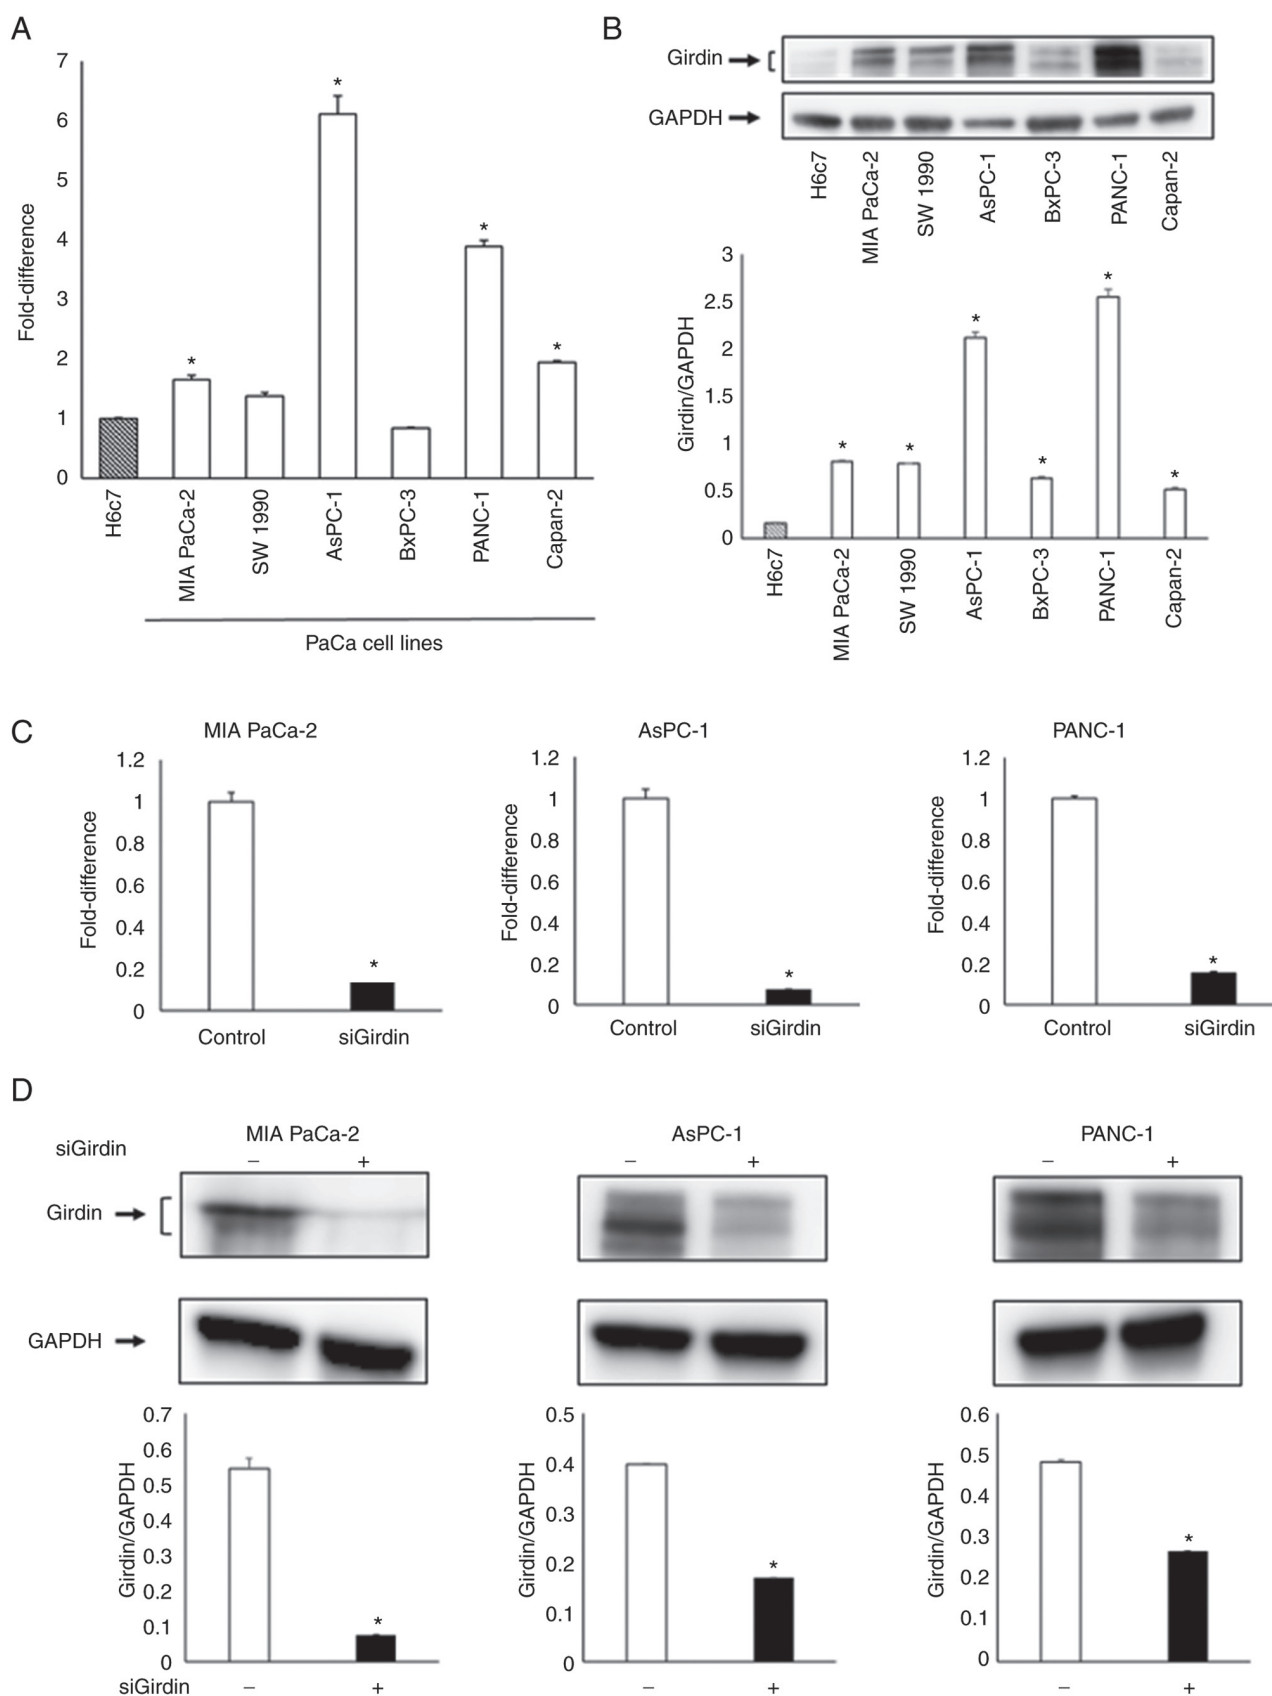 A
7
6
5
4
3
2
1
0
Fold-difference
*
*
*
*
H6c7
MIA PaCa-2
SW 1990
AsPC-1
BxPC-3
PANC-1
Capan-2
PaCa cell lines
B
Girdin
GAPDH
H6c7
MIA PaCa-2
SW 1990
AsPC-1
BxPC-3
PANC-1
Capan-2
3
2.5
2
1.5
1
0.5
0
Girdin/GAPDH
*
*
*
*
*
*
H6c7
MIA PaCa-2
SW 1990
AsPC-1
BxPC-3
PANC-1
Capan-2
C
MIA PaCa-2
1.2
1
0.8
0.6
0.4
0.2
0
Fold-difference
*
Control siGirdin
AsPC-1
1.2
1
0.8
0.6
0.4
0.2
0
Fold-difference
*
Control siGirdin
PANC-1
1.2
1
0.8
0.6
0.4
0.2
0
Fold-difference
*
Control siGirdin
D
MIA PaCa-2 AsPC-1 PANC-1
siGirdin
– + – + – +
Girdin
GAPDH
0.7
0.6
0.5
0.4
0.3
0.2
0.1
0
Girdin/GAPDH
*
siGirdin – +
0.5
0.4
0.3
0.2
0.1
0
Girdin/GAPDH
*
– +
0.6
0.5
0.4
0.3
0.2
0.1
0
Girdin/GAPDH
*
– +